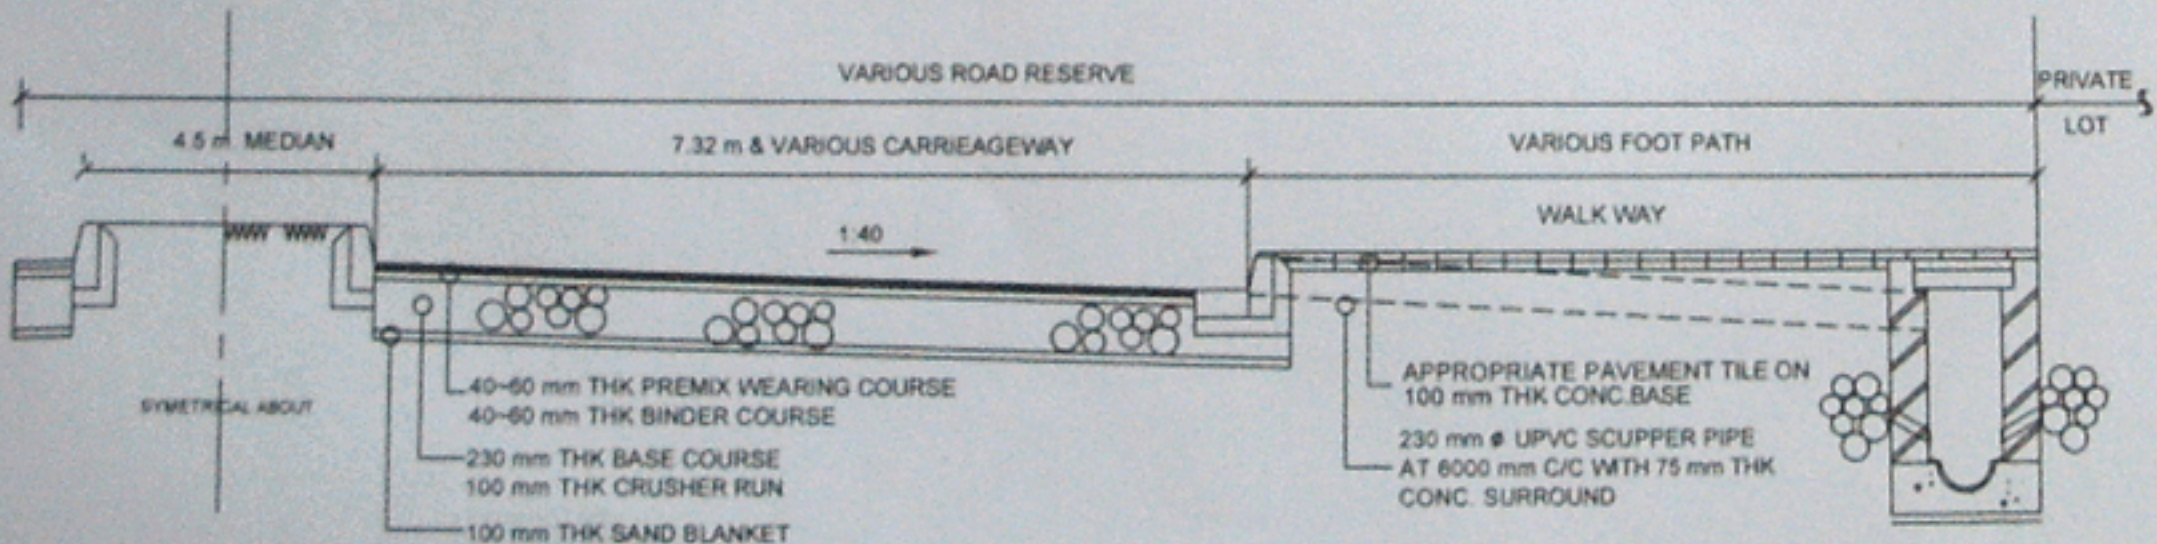 VARIOUS ROAD RESERVE
PRIVATE
LOT
4.5 m MEDIAN
7.32 m & VARIOUS CARRIEAGEWAY
VARIOUS FOOT PATH
WALK WAY
1:40
SYMETRICAL ABOUT
40~60 mm THK PREMIX WEARING COURSE
40~60 mm THK BINDER COURSE
230 mm THK BASE COURSE
100 mm THK CRUSHER RUN
100 mm THK SAND BLANKET
APPROPRIATE PAVEMENT TILE ON
100 mm THK CONC.BASE
230 mm ø UPVC SCUPPER PIPE
AT 6000 mm C/C WITH 75 mm THK
CONC. SURROUND